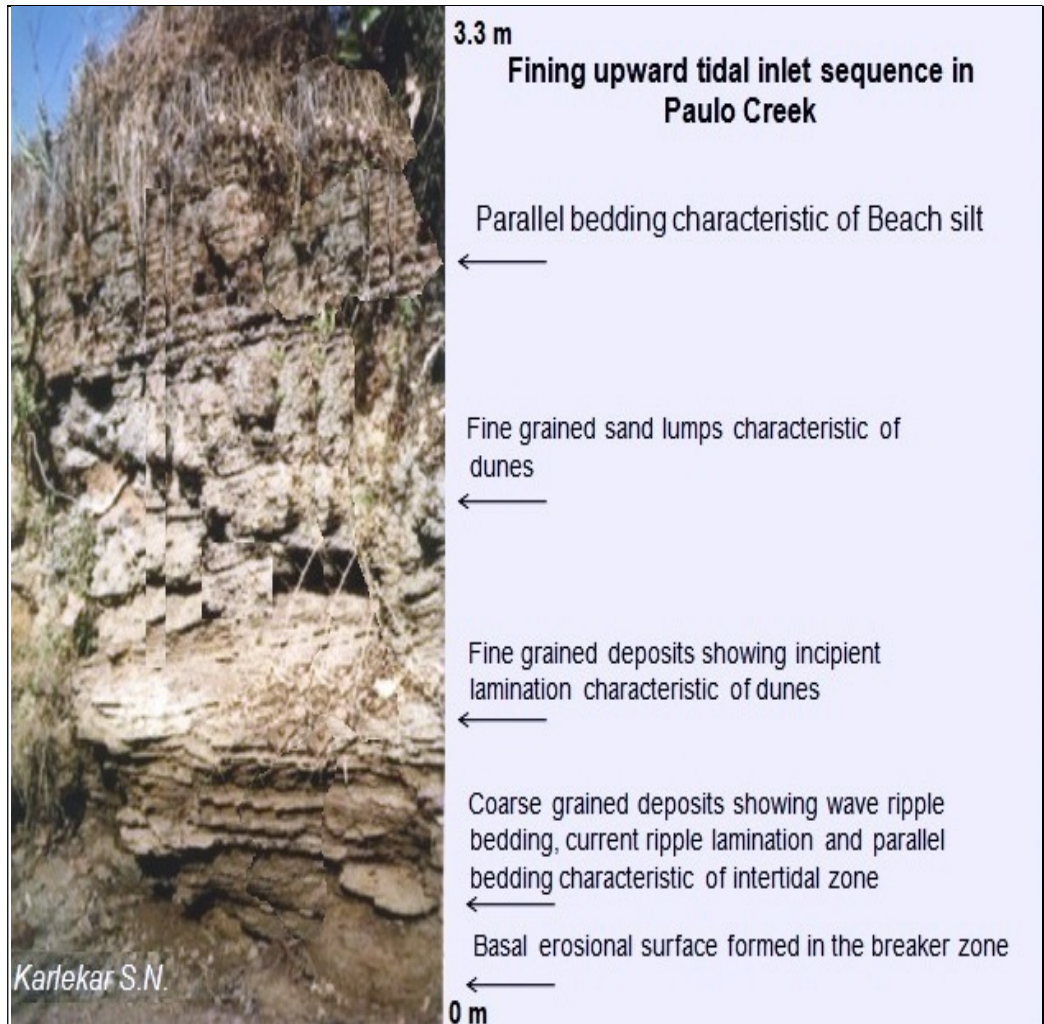 3.3 m
Fining upward tidal inlet sequence in
Paulo Creek
Parallel bedding characteristic of Beach silt
Fine grained sand lumps characteristic of
dunes
Fine grained deposits showing incipient
lamination characteristic of dunes
Coarse grained deposits showing wave ripple
bedding, current ripple lamination and parallel
bedding characteristic of intertidal zone
Basal erosional surface formed in the breaker zone
Karlekar S.N.
0 m